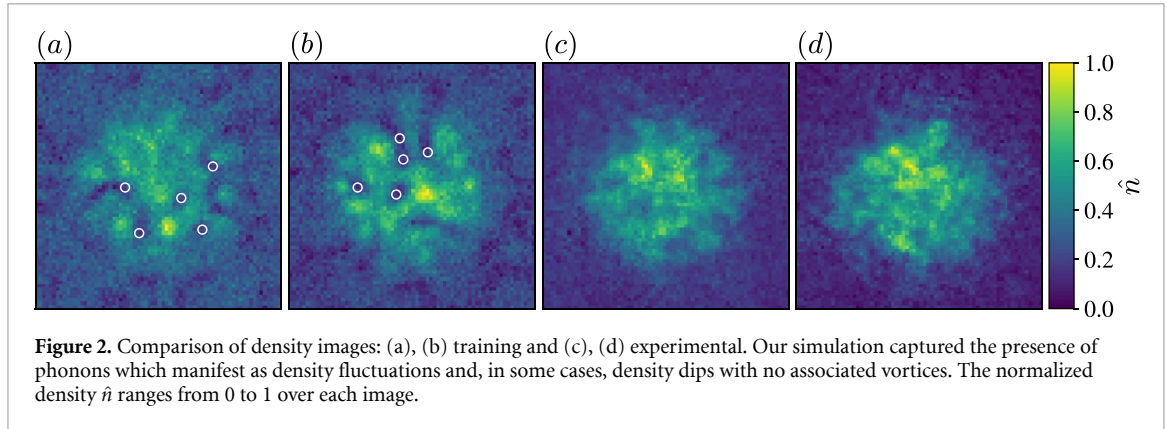 (a) (b) (c) (d)
1.0
0.8
0.6
0.4
0.2
0.0
n̂
Figure 2. Comparison of density images: (a), (b) training and (c), (d) experimental. Our simulation captured the presence of
phonons which manifest as density fluctuations and, in some cases, density dips with no associated vortices. The normalized
density n̂ ranges from 0 to 1 over each image.